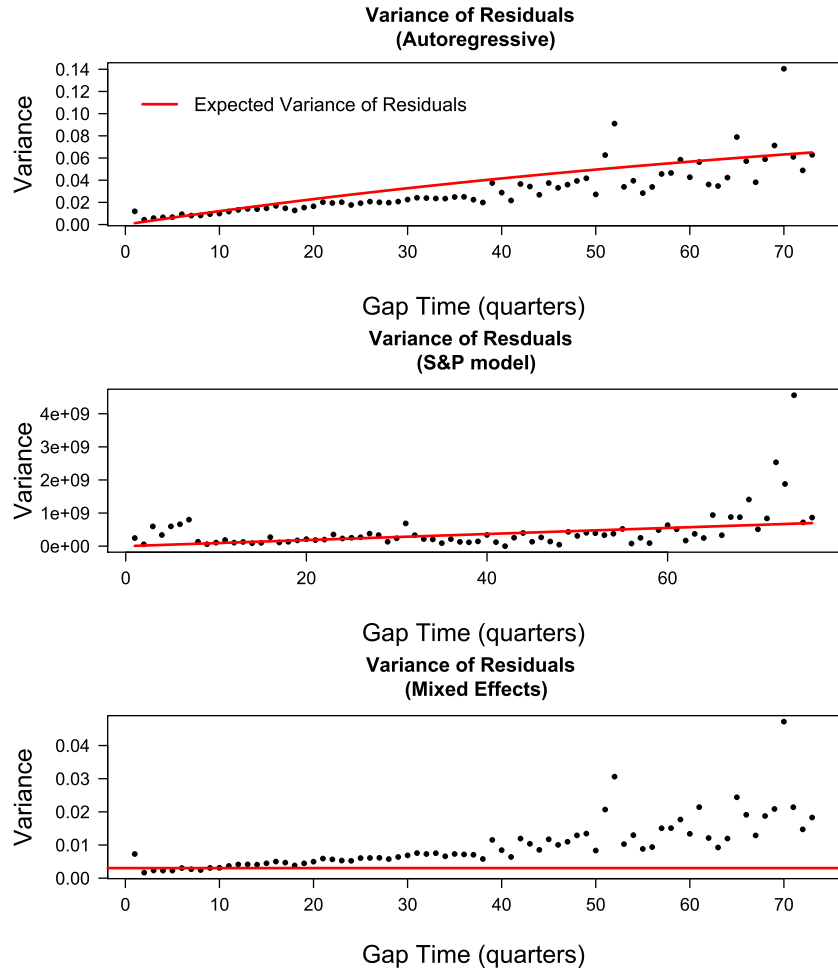 Variance of Residuals
(Autoregressive)
Variance
0.14
0.12
0.10
0.08
0.06
0.04
0.02
0.00
Expected Variance of Residuals
0 10 20 30 40 50 60 70
Gap Time (quarters)
Variance of Resduals
(S&P model)
Variance
4e+09
3e+09
2e+09
1e+09
0e+00
0 20 40 60
Gap Time (quarters)
Variance of Residuals
(Mixed Effects)
Variance
0.04
0.03
0.02
0.01
0.00
0 10 20 30 40 50 60 70
Gap Time (quarters)